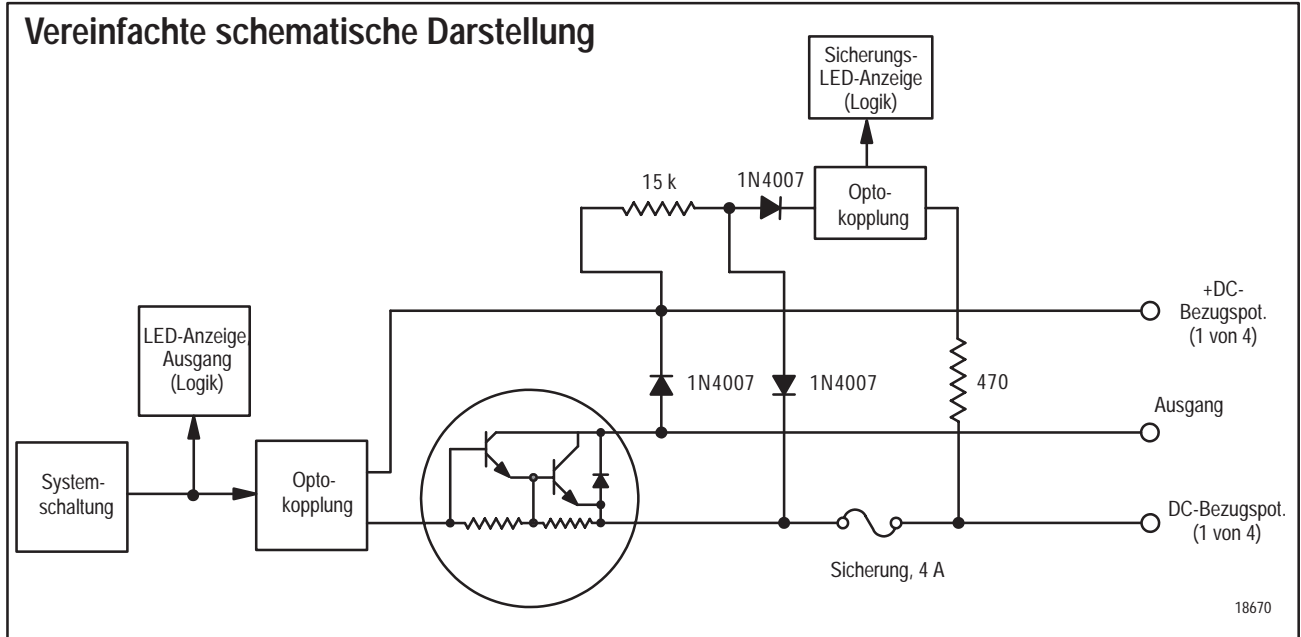 Vereinfachte schematische Darstellung
Sicherungs-
LED-Anzeige
(Logik)
15 k
1N4007
Opto-
kopplung
+DC-
Bezugspot.
(1 von 4)
LED-Anzeige,
Ausgang
(Logik)
1N4007
1N4007
470
Ausgang
System-
schaltung
Opto-
kopplung
DC-Bezugspot.
(1 von 4)
Sicherung, 4 A
18670